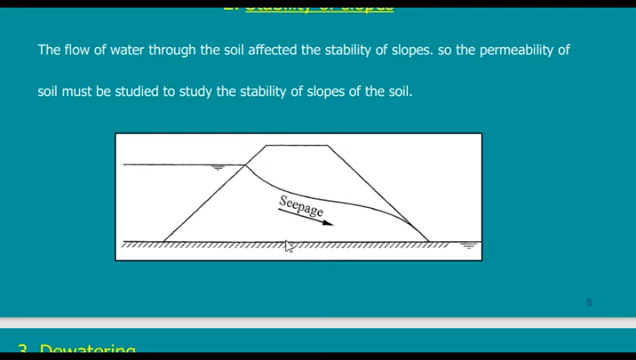 2. Stability of slopes
The flow of water through the soil affected the stability of slopes. so the permeability of
soil must be studied to study the stability of slopes of the soil.
Seepage
8
3. Dewatering